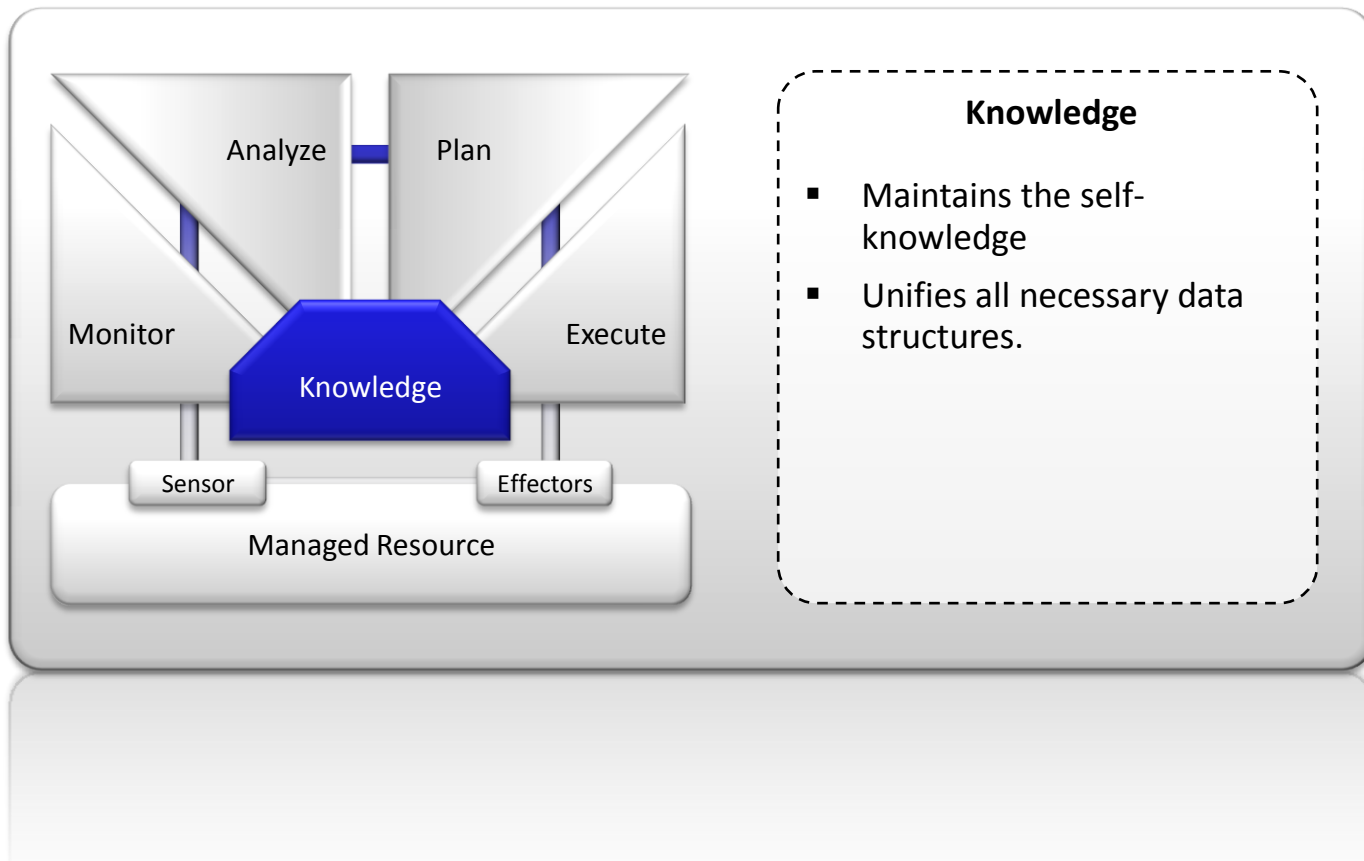 Analyze
Plan
Monitor
Execute
Knowledge
Sensor
Effectors
Managed Resource
Knowledge
▪ Maintains the self-
knowledge
▪ Unifies all necessary data
structures.